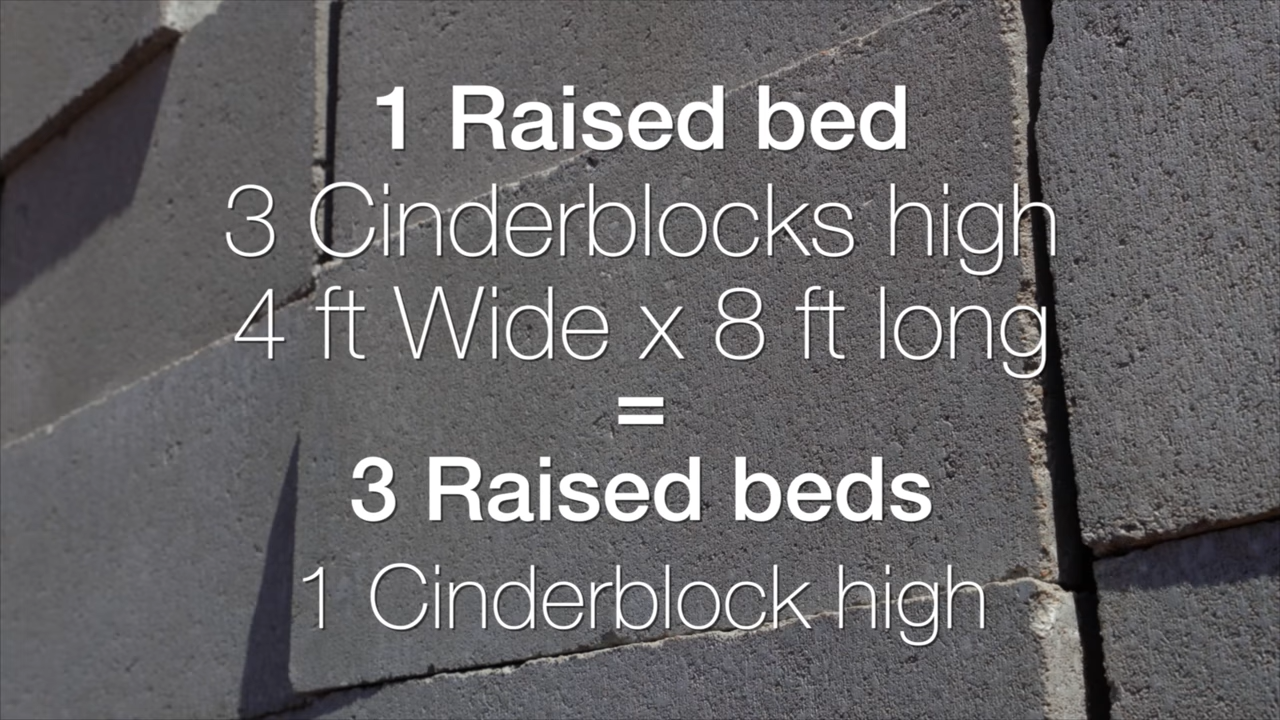 1 Raised bed
3 Cinderblocks high
4 ft Wide x 8 ft long
=
3 Raised beds
1 Cinderblock high